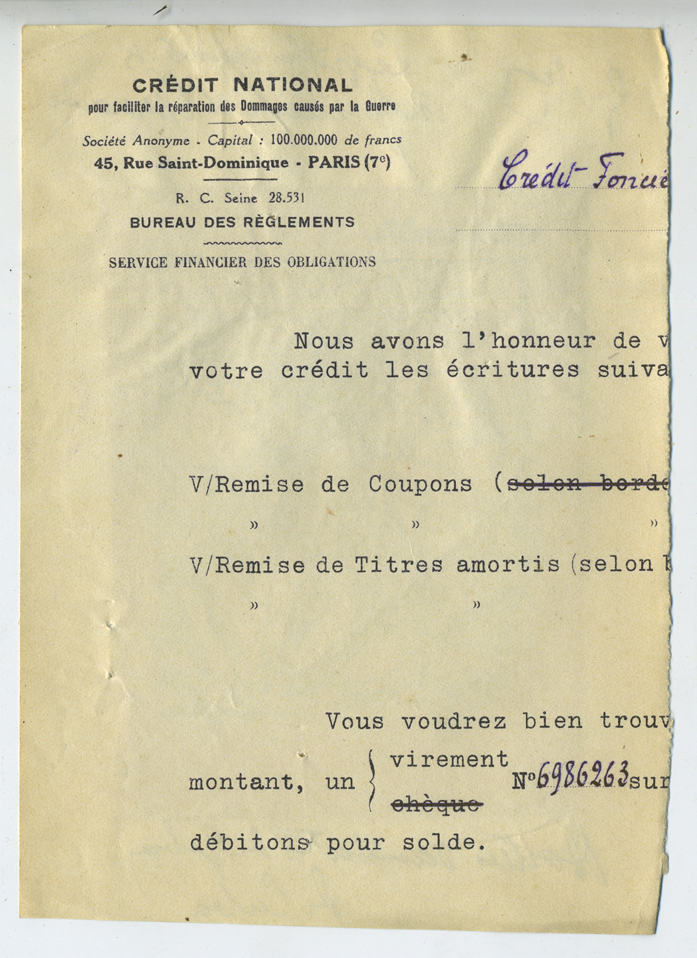 CRÉDIT NATIONAL
pour faciliter la réparation des Dommages causés par la Guerre
Société Anonyme - Capital : 100.000.000 de francs
45, Rue Saint-Dominique - PARIS (7e)
R. C. Seine 28.531
BUREAU DES RÈGLEMENTS
SERVICE FINANCIER DES OBLIGATIONS
Crédit Foncie
Nous avons l'honneur de v
votre crédit les écritures suiva
V/Remise de Coupons (selon borde
» » »
V/Remise de Titres amortis (selon b
» »
Vous voudrez bien trouv
virement
montant, un { N° 6986263 sur
chèque
débitons pour solde.